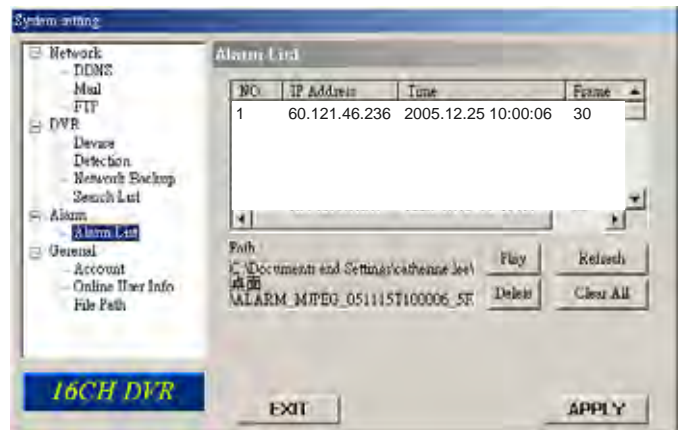 System setting
Network
DDNS
Mail
FTP
DVR
Device
Detection
Network Backup
Search List
Alarm
Alarm List
General
Account
Online User Info
File Path
16CH DVR
Alarm List
NO. IP Address Time Frame
1 60.121.46.236 2005.12.25 10:00:06 30
Path
C:\Documents and Settings\catherine.lee\
桌面
\ALARM_MJPEG_051115T100006_5F
Play
Refresh
Delete
Clear All
EXIT
APPLY